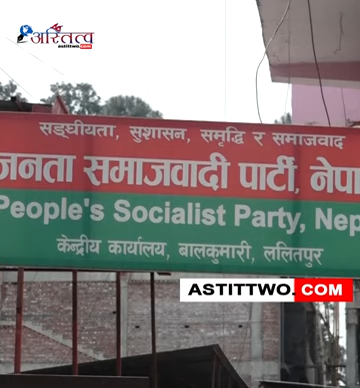 अस्तित्व
astittwo.com
सङ्घीयता, सुशासन, समृद्धि र समाजवाद
जनता समाजवादी पार्टी, नेपा
People's Socialist Party, Nep
केन्द्रीय कार्यालय, बालकुमारी, ललितपुर
ASTITTWO.COM